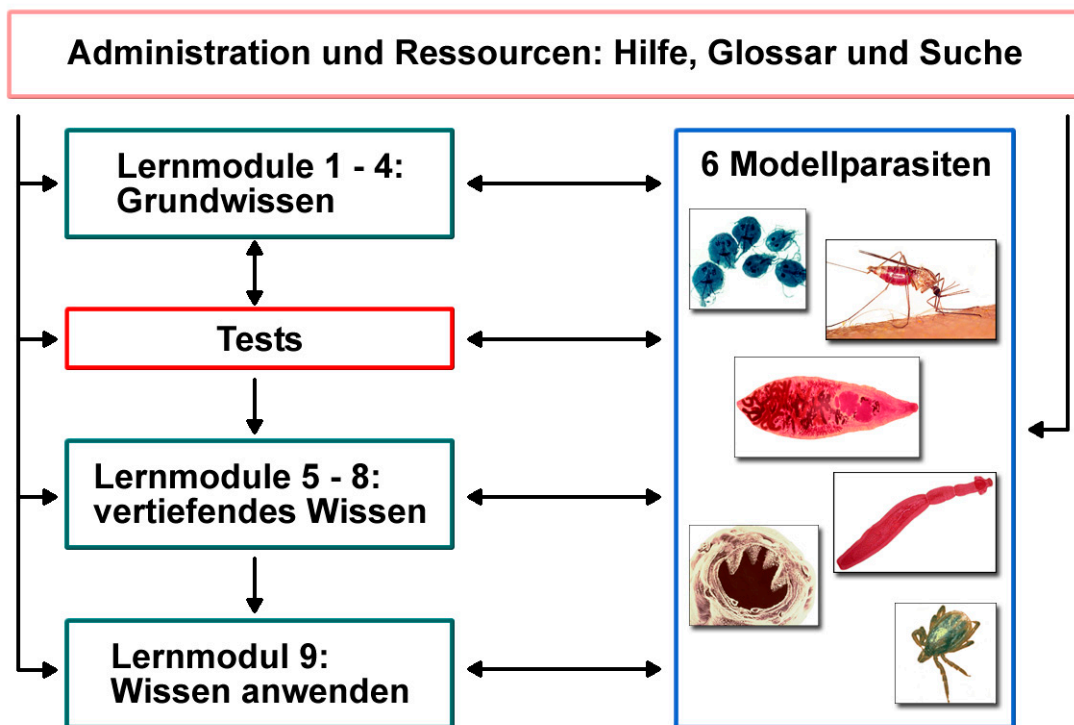 Administration und Ressourcen: Hilfe, Glossar und Suche
Lernmodule 1 - 4:
Grundwissen
6 Modellparasiten
Tests
Lernmodule 5 - 8:
vertiefendes Wissen
Lernmodul 9:
Wissen anwenden